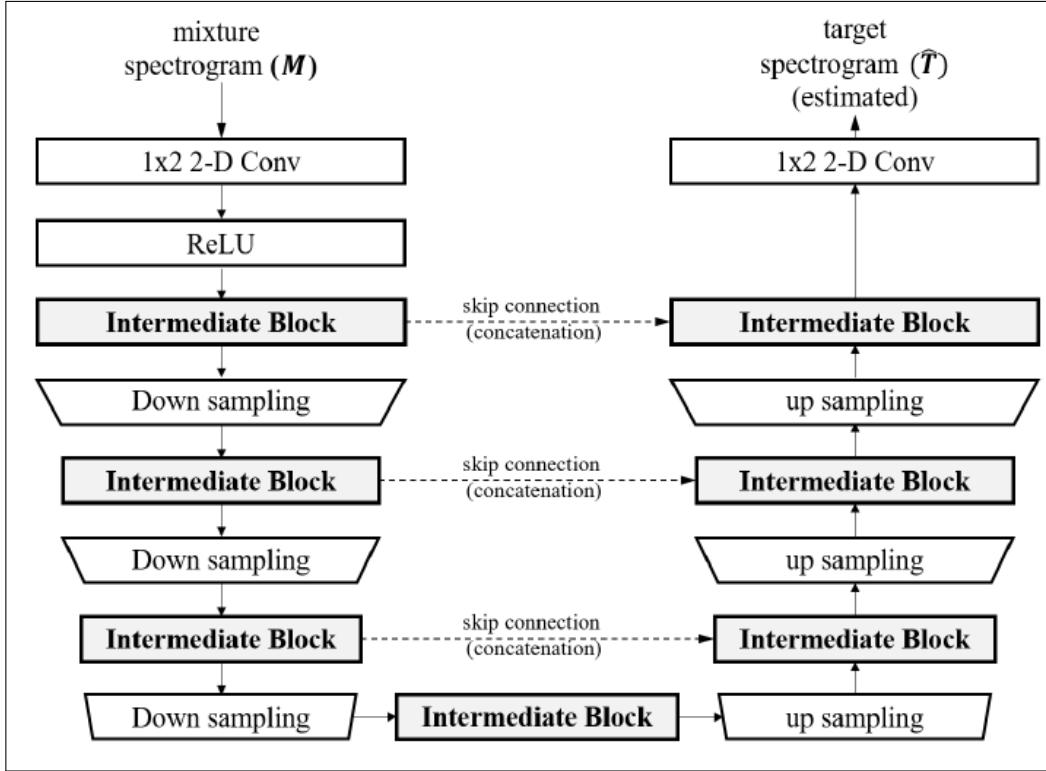 mixture
spectrogram (M)
1x2 2-D Conv
ReLU
Intermediate Block
Down sampling
Intermediate Block
Down sampling
Intermediate Block
Down sampling
Intermediate Block
skip connection
(concatenation)
skip connection
(concatenation)
skip connection
(concatenation)
target
spectrogram (T̂)
(estimated)
1x2 2-D Conv
Intermediate Block
up sampling
Intermediate Block
up sampling
Intermediate Block
up sampling